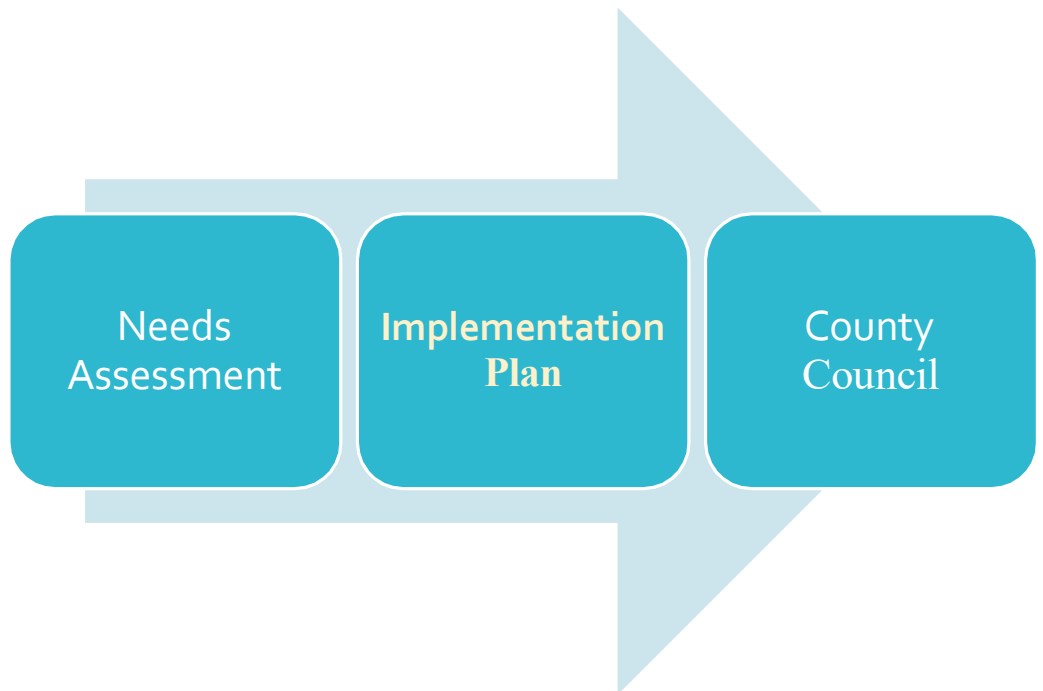 Needs
Assessment
Implementation
Plan
County
Council